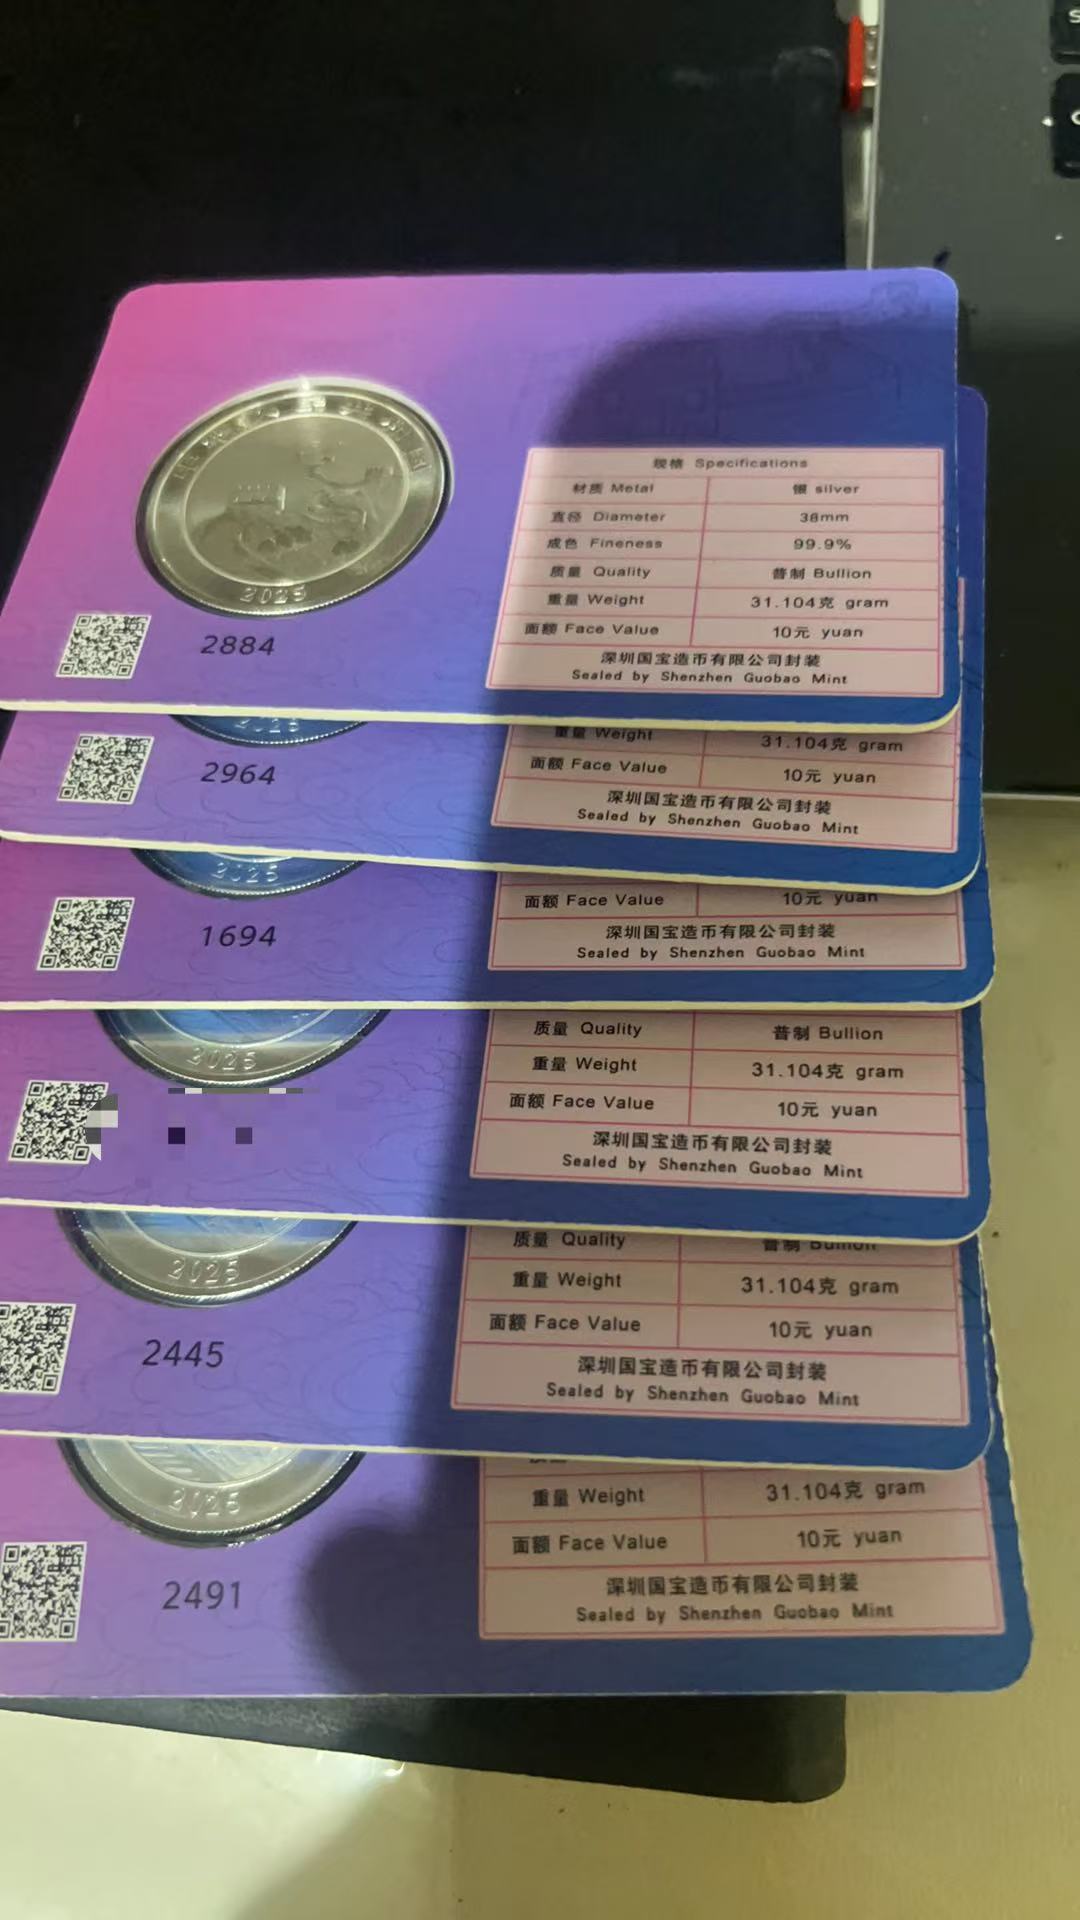 规格 Specifications
材质 Metal 银 silver
直径 Diameter 38mm
成色 Fineness 99.9%
质量 Quality 普制 Bullion
重量 Weight 31.104克 gram
面额 Face Value 10元 yuan
深圳国宝造币有限公司封装
Sealed by Shenzhen Guobao Mint
2025
2884
2025
重量 Weight 31.104克 gram
面额 Face Value 10元 yuan
2964
深圳国宝造币有限公司封装
Sealed by Shenzhen Guobao Mint
2025
面额 Face Value 10元 yuan
1694
深圳国宝造币有限公司封装
Sealed by Shenzhen Guobao Mint
2025
质量 Quality 普制 Bullion
重量 Weight 31.104克 gram
面额 Face Value 10元 yuan
深圳国宝造币有限公司封装
Sealed by Shenzhen Guobao Mint
2025
质量 Quality 普制 Bullion
重量 Weight 31.104克 gram
面额 Face Value 10元 yuan
2445
深圳国宝造币有限公司封装
Sealed by Shenzhen Guobao Mint
2025
重量 Weight 31.104克 gram
面额 Face Value 10元 yuan
2491
深圳国宝造币有限公司封装
Sealed by Shenzhen Guobao Mint